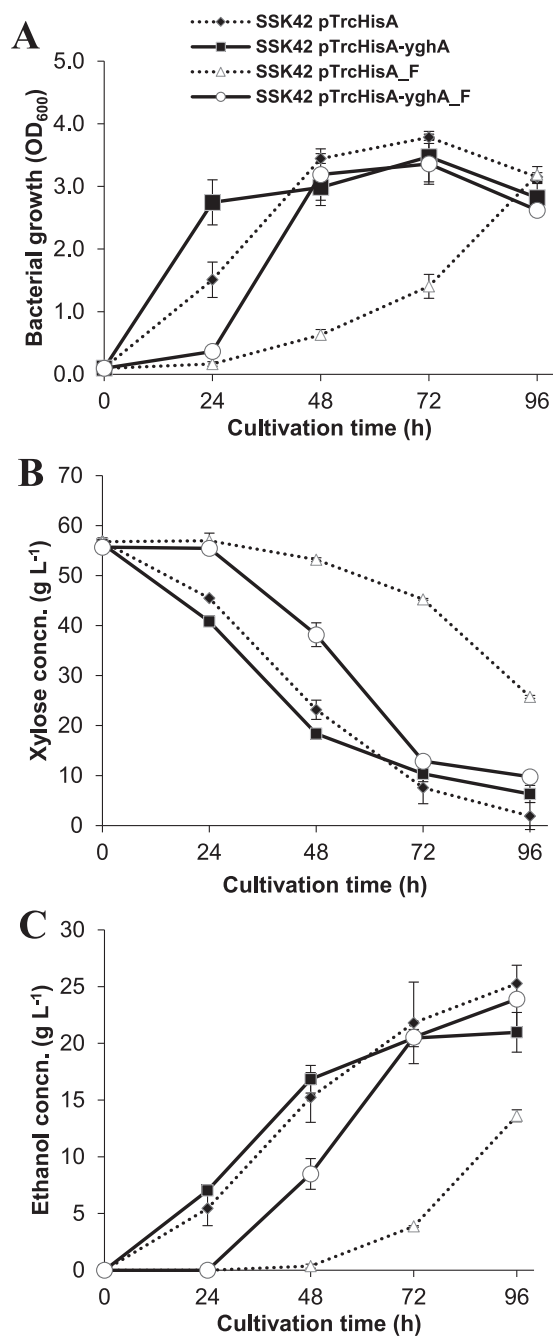 A
SSK42 pTrcHisA
SSK42 pTrcHisA-yghA
SSK42 pTrcHisA_F
SSK42 pTrcHisA-yghA_F
Bacterial growth (OD600)
5.0
4.0
3.0
2.0
1.0
0.0
0 24 48 72 96
Cultivation time (h)
B
Xylose concn. (g L-1)
70
60
50
40
30
20
10
0
0 24 48 72 96
Cultivation time (h)
C
Ethanol concn. (g L-1)
30
25
20
15
10
5
0
0 24 48 72 96
Cultivation time (h)